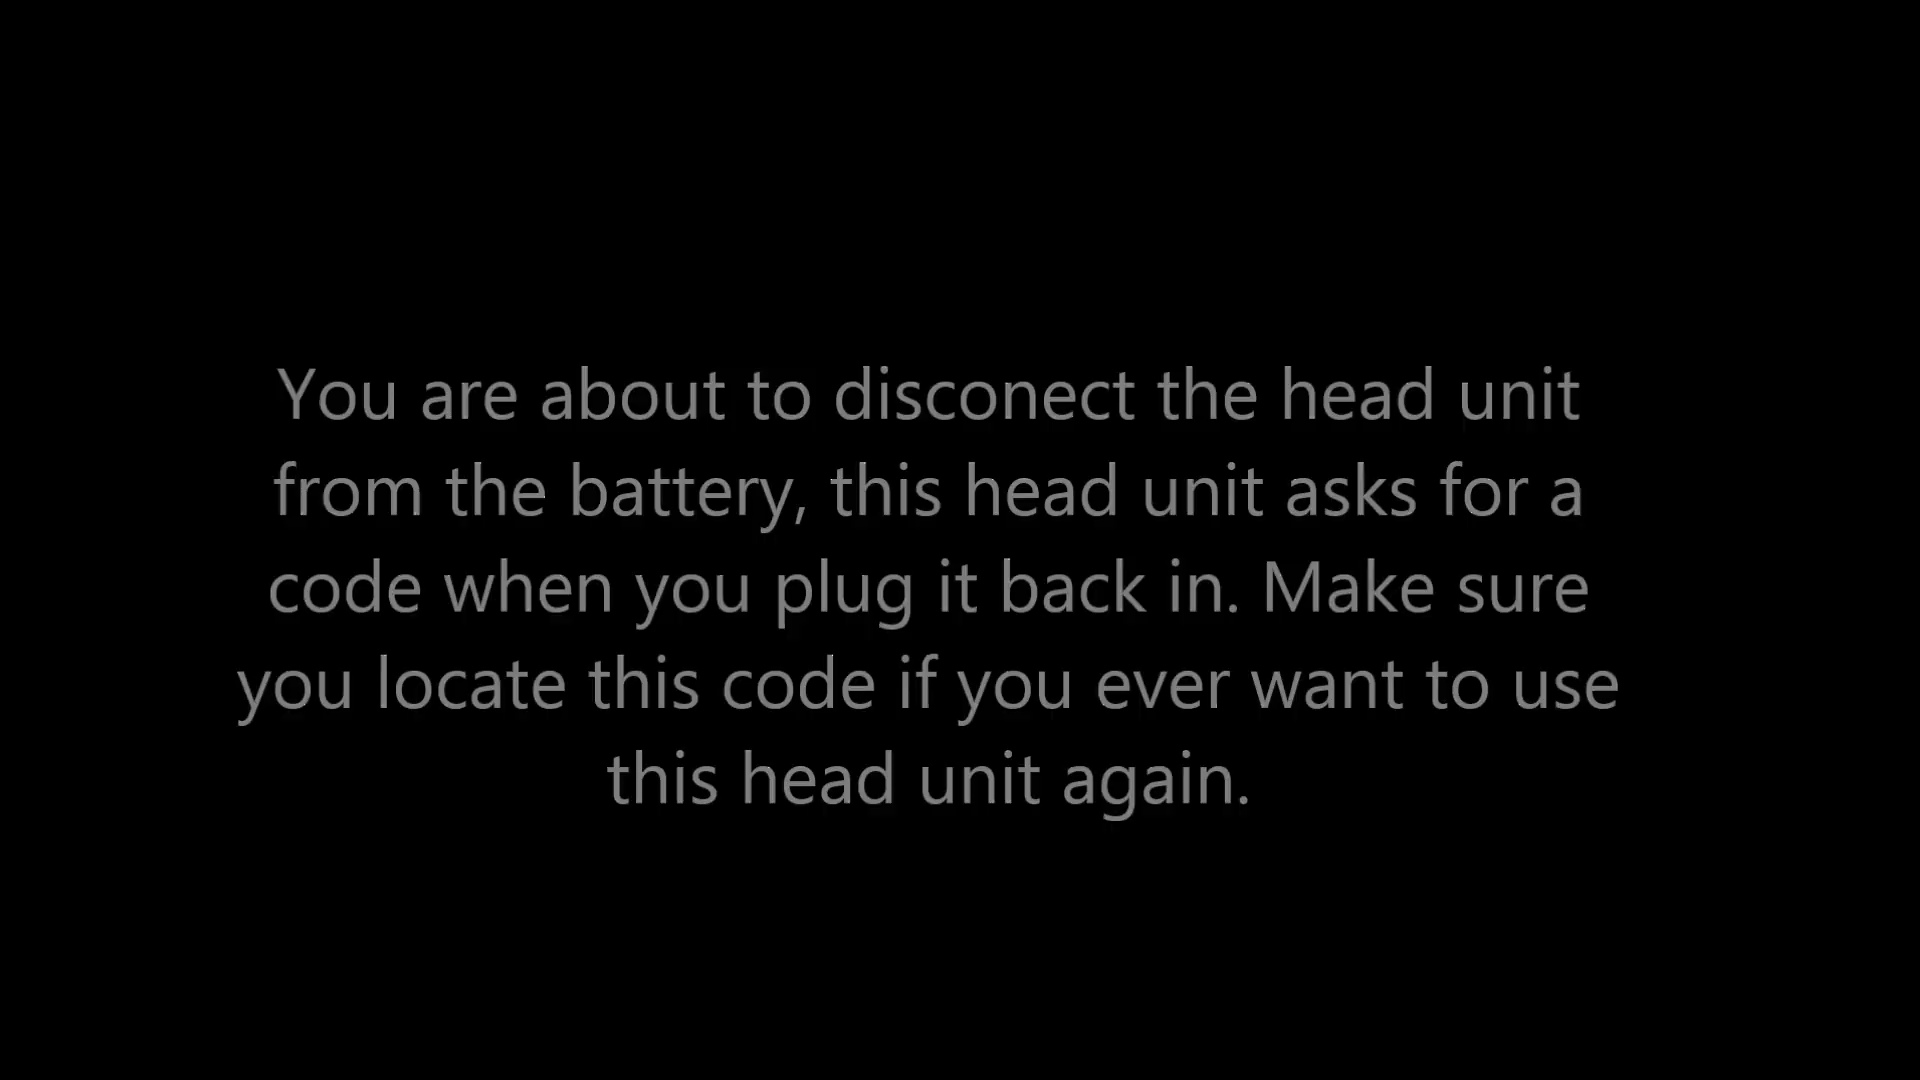 You are about to disconect the head unit
from the battery, this head unit asks for a
code when you plug it back in. Make sure
you locate this code if you ever want to use
this head unit again.